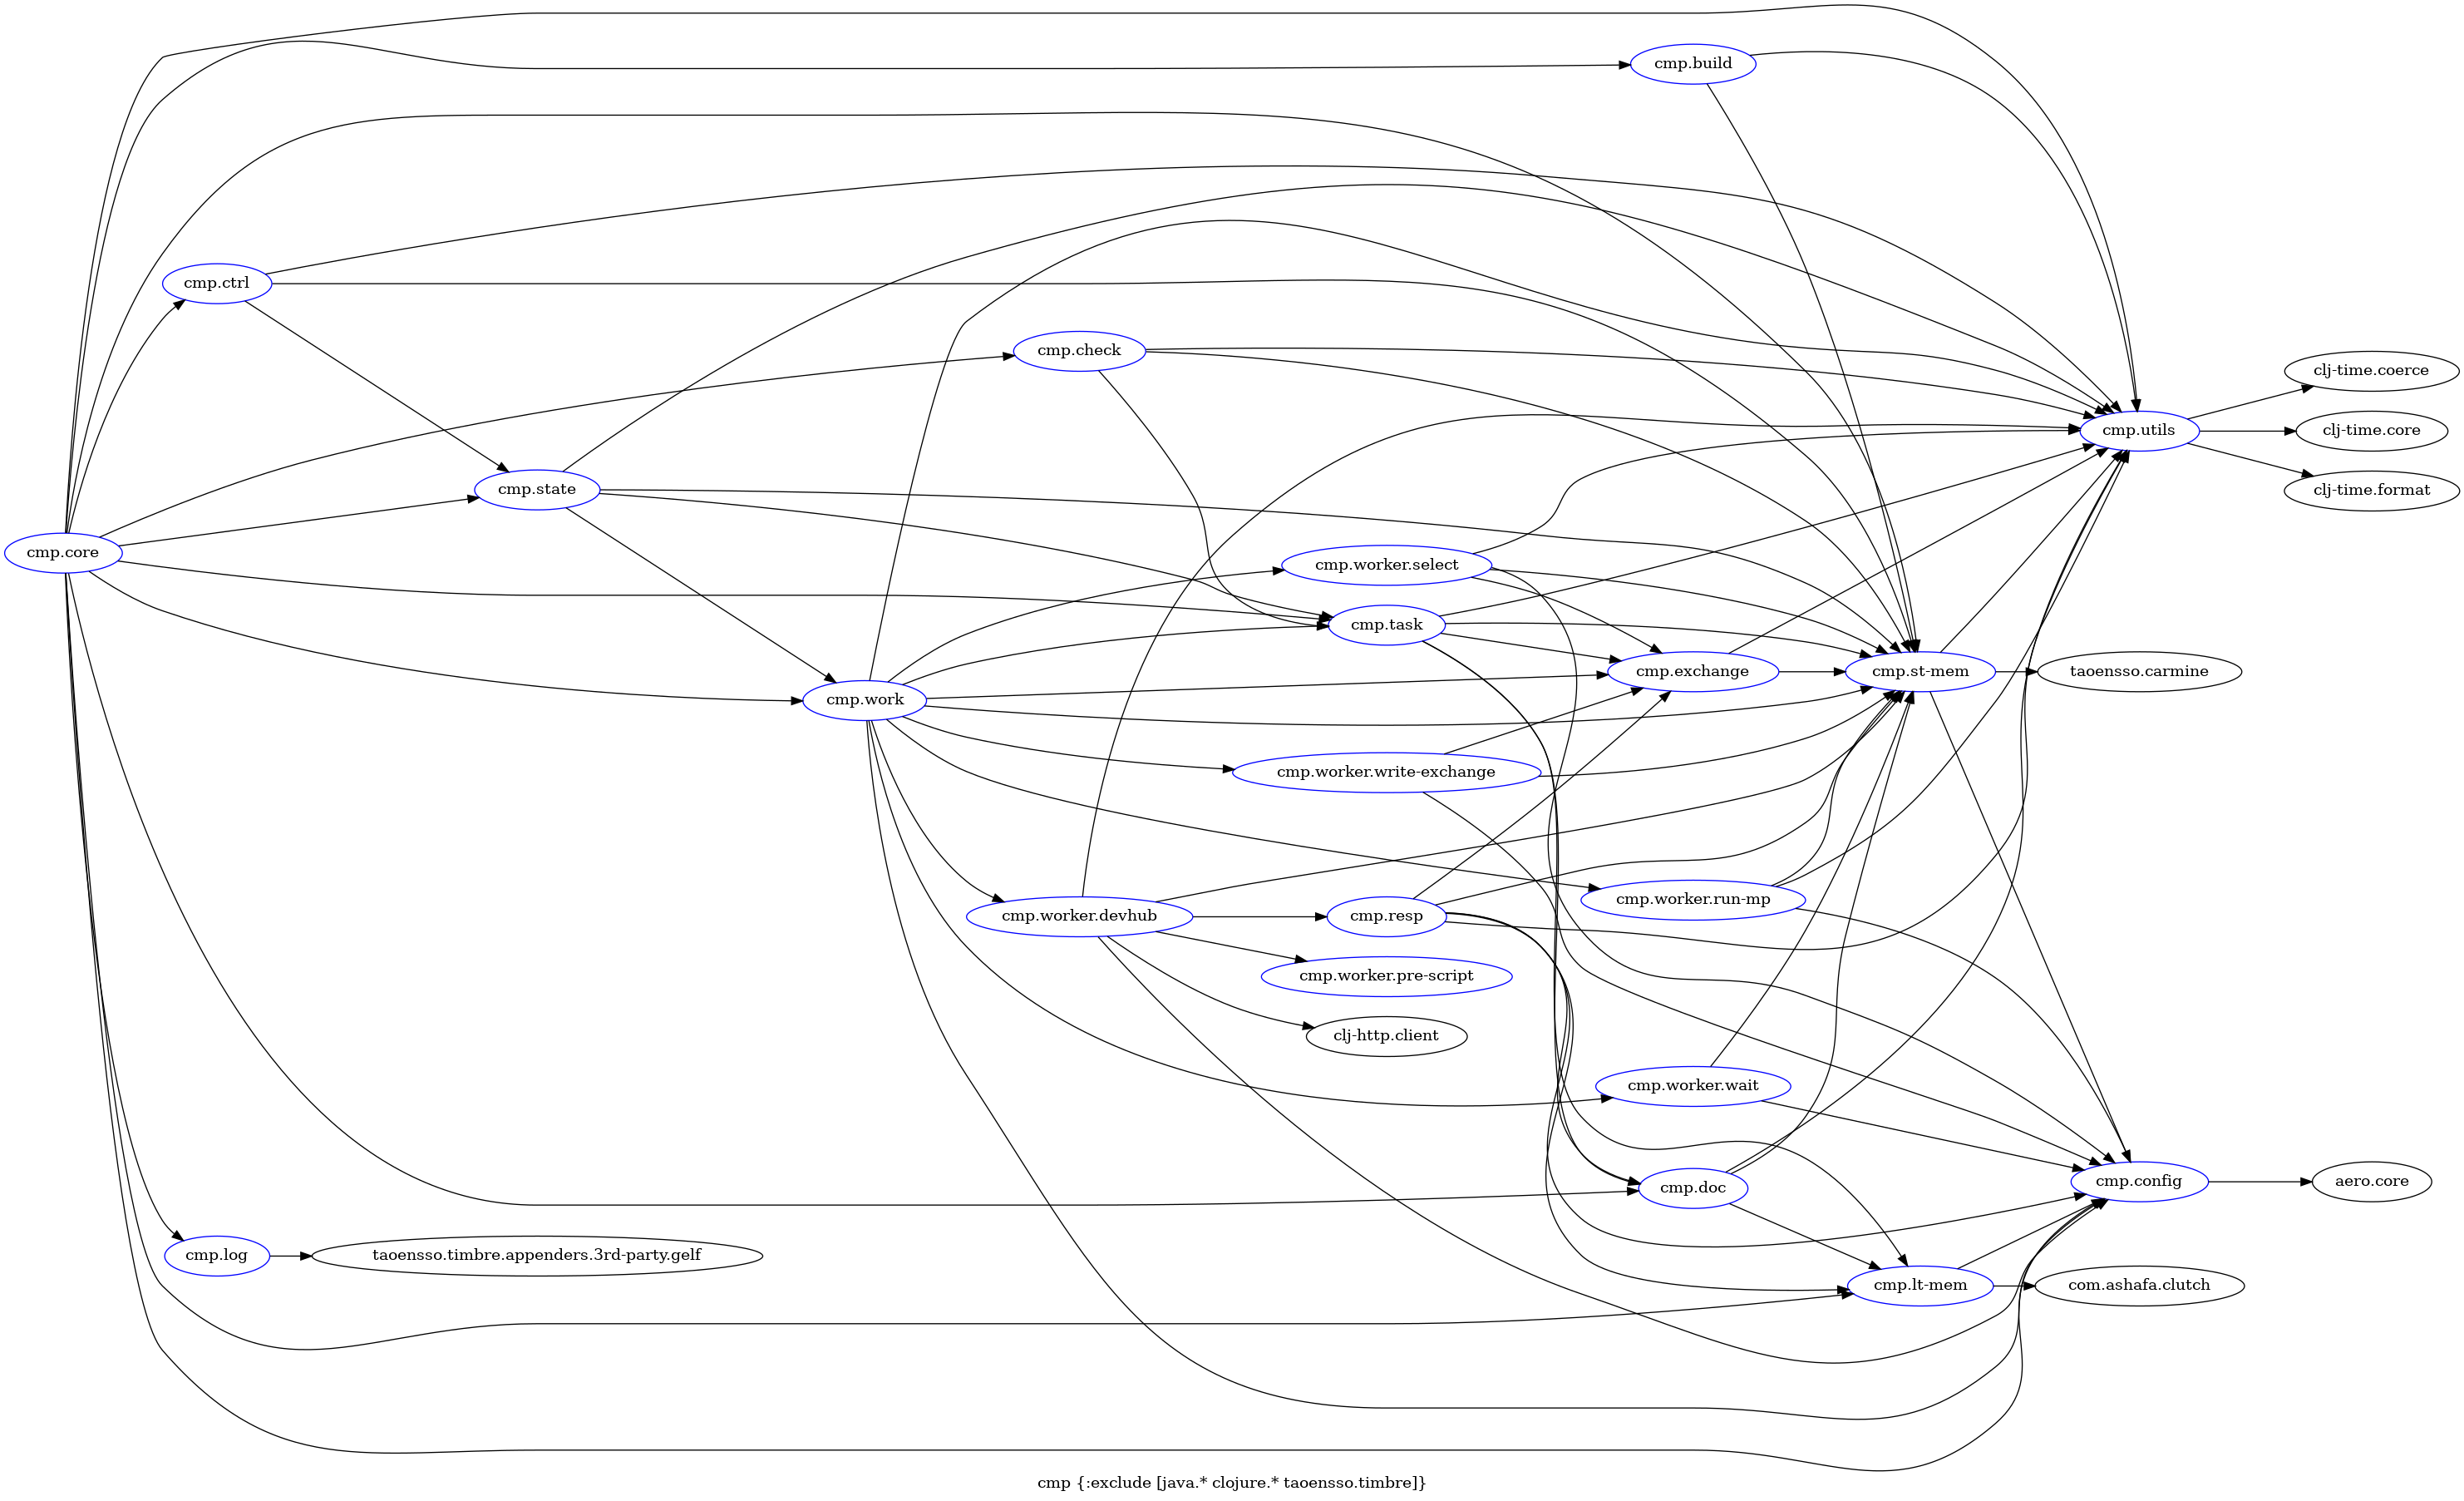 cmp.build
cmp.ctrl
cmp.check
clj-time.coerce
cmp.utils
clj-time.core
cmp.state
clj-time.format
cmp.core
cmp.worker.select
cmp.task
cmp.exchange
cmp.st-mem
taoensso.carmine
cmp.work
cmp.worker.write-exchange
cmp.worker.run-mp
cmp.worker.devhub
cmp.resp
cmp.worker.pre-script
clj-http.client
cmp.worker.wait
cmp.doc
cmp.config
aero.core
cmp.log
taoensso.timbre.appenders.3rd-party.gelf
cmp.lt-mem
com.ashafa.clutch
cmp {:exclude [java.* clojure.* taoensso.timbre]}